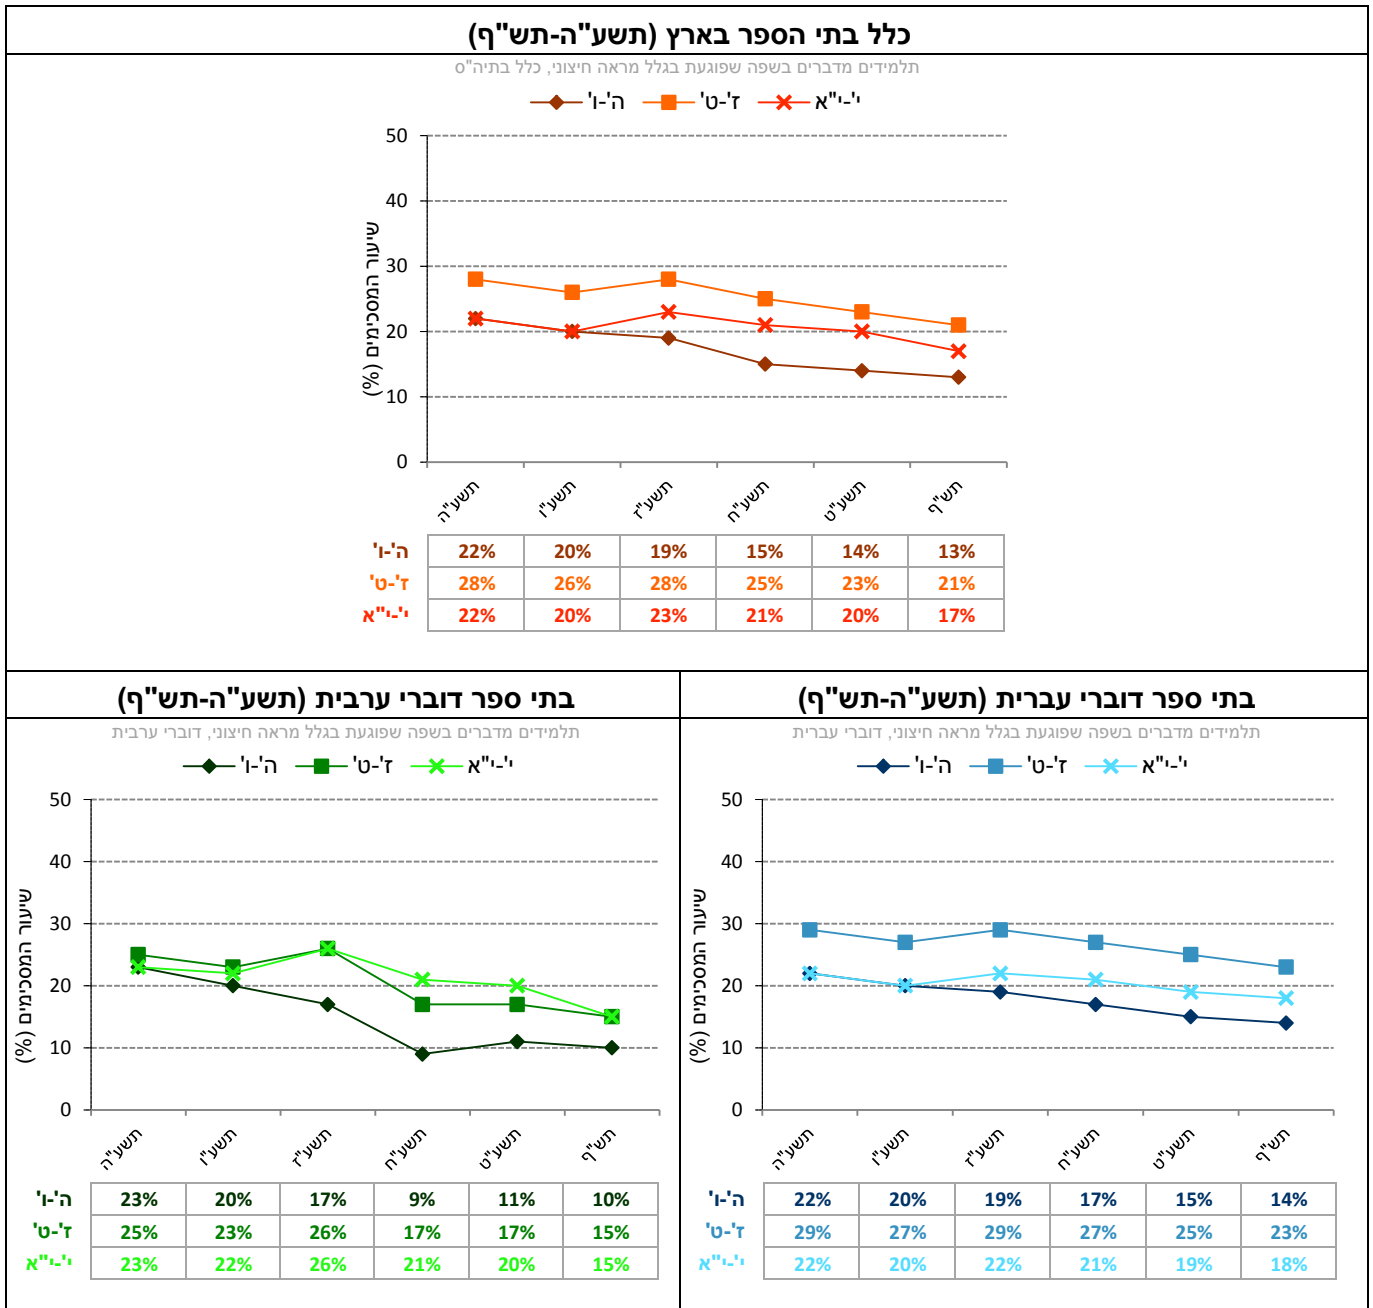 כלל בתי הספר בארץ (תשע"ה-תש"ף)
תלמידים מדברים בשפה שפוגעת בגלל מראה חיצוני, כלל בתיה"ס
ה'-ו' ז'-ט' י'-י"א
שיעור המסכימים (%)
50
40
30
20
10
0
תשע"ה תשע"ו תשע"ז תשע"ח תשע"ט תש"ף
ה'-ו' 22% 20% 19% 15% 14% 13%
ז'-ט' 28% 26% 28% 25% 23% 21%
י'-י"א 22% 20% 23% 21% 20% 17%
בתי ספר דוברי עברית (תשע"ה-תש"ף)
תלמידים מדברים בשפה שפוגעת בגלל מראה חיצוני, דוברי עברית
ה'-ו' ז'-ט' י'-י"א
שיעור המסכימים (%)
50
40
30
20
10
0
תשע"ה תשע"ו תשע"ז תשע"ח תשע"ט תש"ף
ה'-ו' 22% 20% 19% 17% 15% 14%
ז'-ט' 29% 27% 29% 27% 25% 23%
י'-י"א 22% 20% 22% 21% 19% 18%
בתי ספר דוברי ערבית (תשע"ה-תש"ף)
תלמידים מדברים בשפה שפוגעת בגלל מראה חיצוני, דוברי ערבית
ה'-ו' ז'-ט' י'-י"א
שיעור המסכימים (%)
50
40
30
20
10
0
תשע"ה תשע"ו תשע"ז תשע"ח תשע"ט תש"ף
ה'-ו' 23% 20% 17% 9% 11% 10%
ז'-ט' 25% 23% 26% 17% 17% 15%
י'-י"א 23% 22% 26% 21% 20% 15%